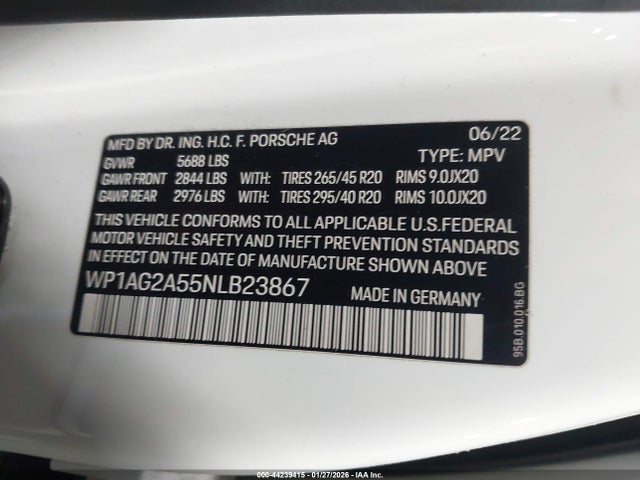 MFD BY DR. ING. H.C. F. PORSCHE AG 06/22
GVWR 5688 LBS TYPE: MPV
GAWR FRONT 2844 LBS WITH: TIRES 265/45 R20 RIMS 9.0JX20
GAWR REAR 2976 LBS WITH: TIRES 295/40 R20 RIMS 10.0JX20
THIS VEHICLE CONFORMS TO ALL APPLICABLE U.S.FEDERAL
MOTOR VEHICLE SAFETY AND THEFT PREVENTION STANDARDS
IN EFFECT ON THE DATE OF MANUFACTURE SHOWN ABOVE
WP1AG2A55NLB23867 MADE IN GERMANY
9SB.010.016.BG
000-44239415 - 01/27/2026 - © IAA Inc.